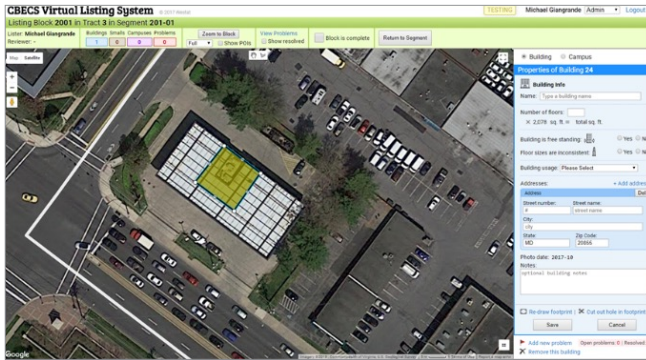 CBECS Virtual Listing System
TESTING Michael Giangrande Admin Logout
Listing Block 2001 in Tract 3 in Segment 201-01
Lister: Michael Giangrande
Reviewer: -
Buildings Smalls Campuses Problems
1 0 0 0
Zoom to Block
Full Show POIs
View Problems
Show resolved
Block is complete
Return to Segment
Map Satellite
Building Campus
Properties of Building 24
Building Info
Name: Type a building name
Number of floors:
× 2,078 sq. ft = total sq. ft.
Building is free standing: Yes N
Floor sizes are inconsistent: Yes N
Building usage: Please Select
Addresses: + Add address
Address Del
Street number: Street name:
# street name
City:
city
State: Zip Code:
MD 20866
Photo date: 2017-10
Notes:
optional building notes
Re-draw footprint | Cut out hole in footprint
Save Cancel
Add new problem Open problems: 0 | Resolved
Remove this building
Google